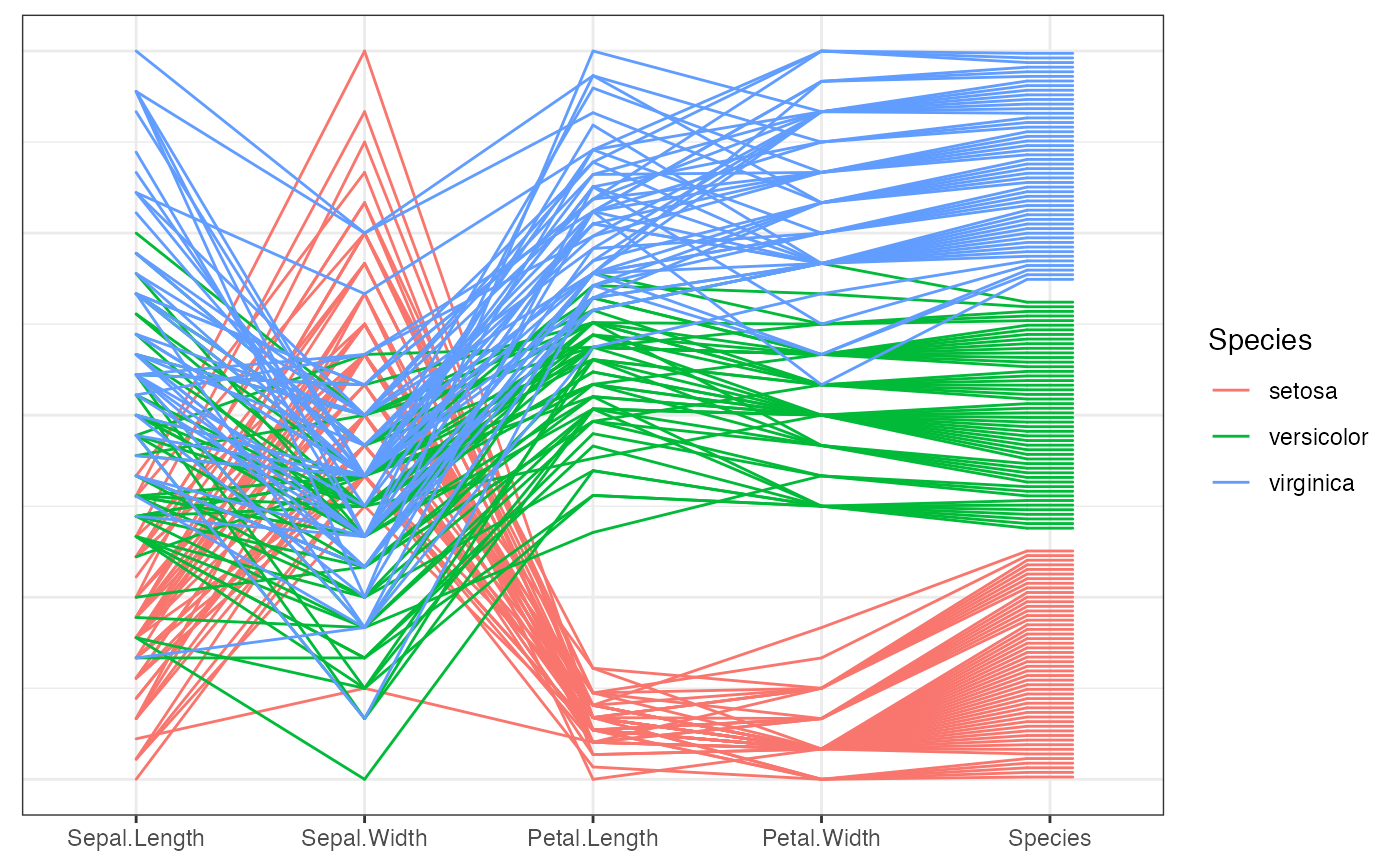 Species
setosa
versicolor
virginica
Sepal.Length Sepal.Width Petal.Length Petal.Width Species